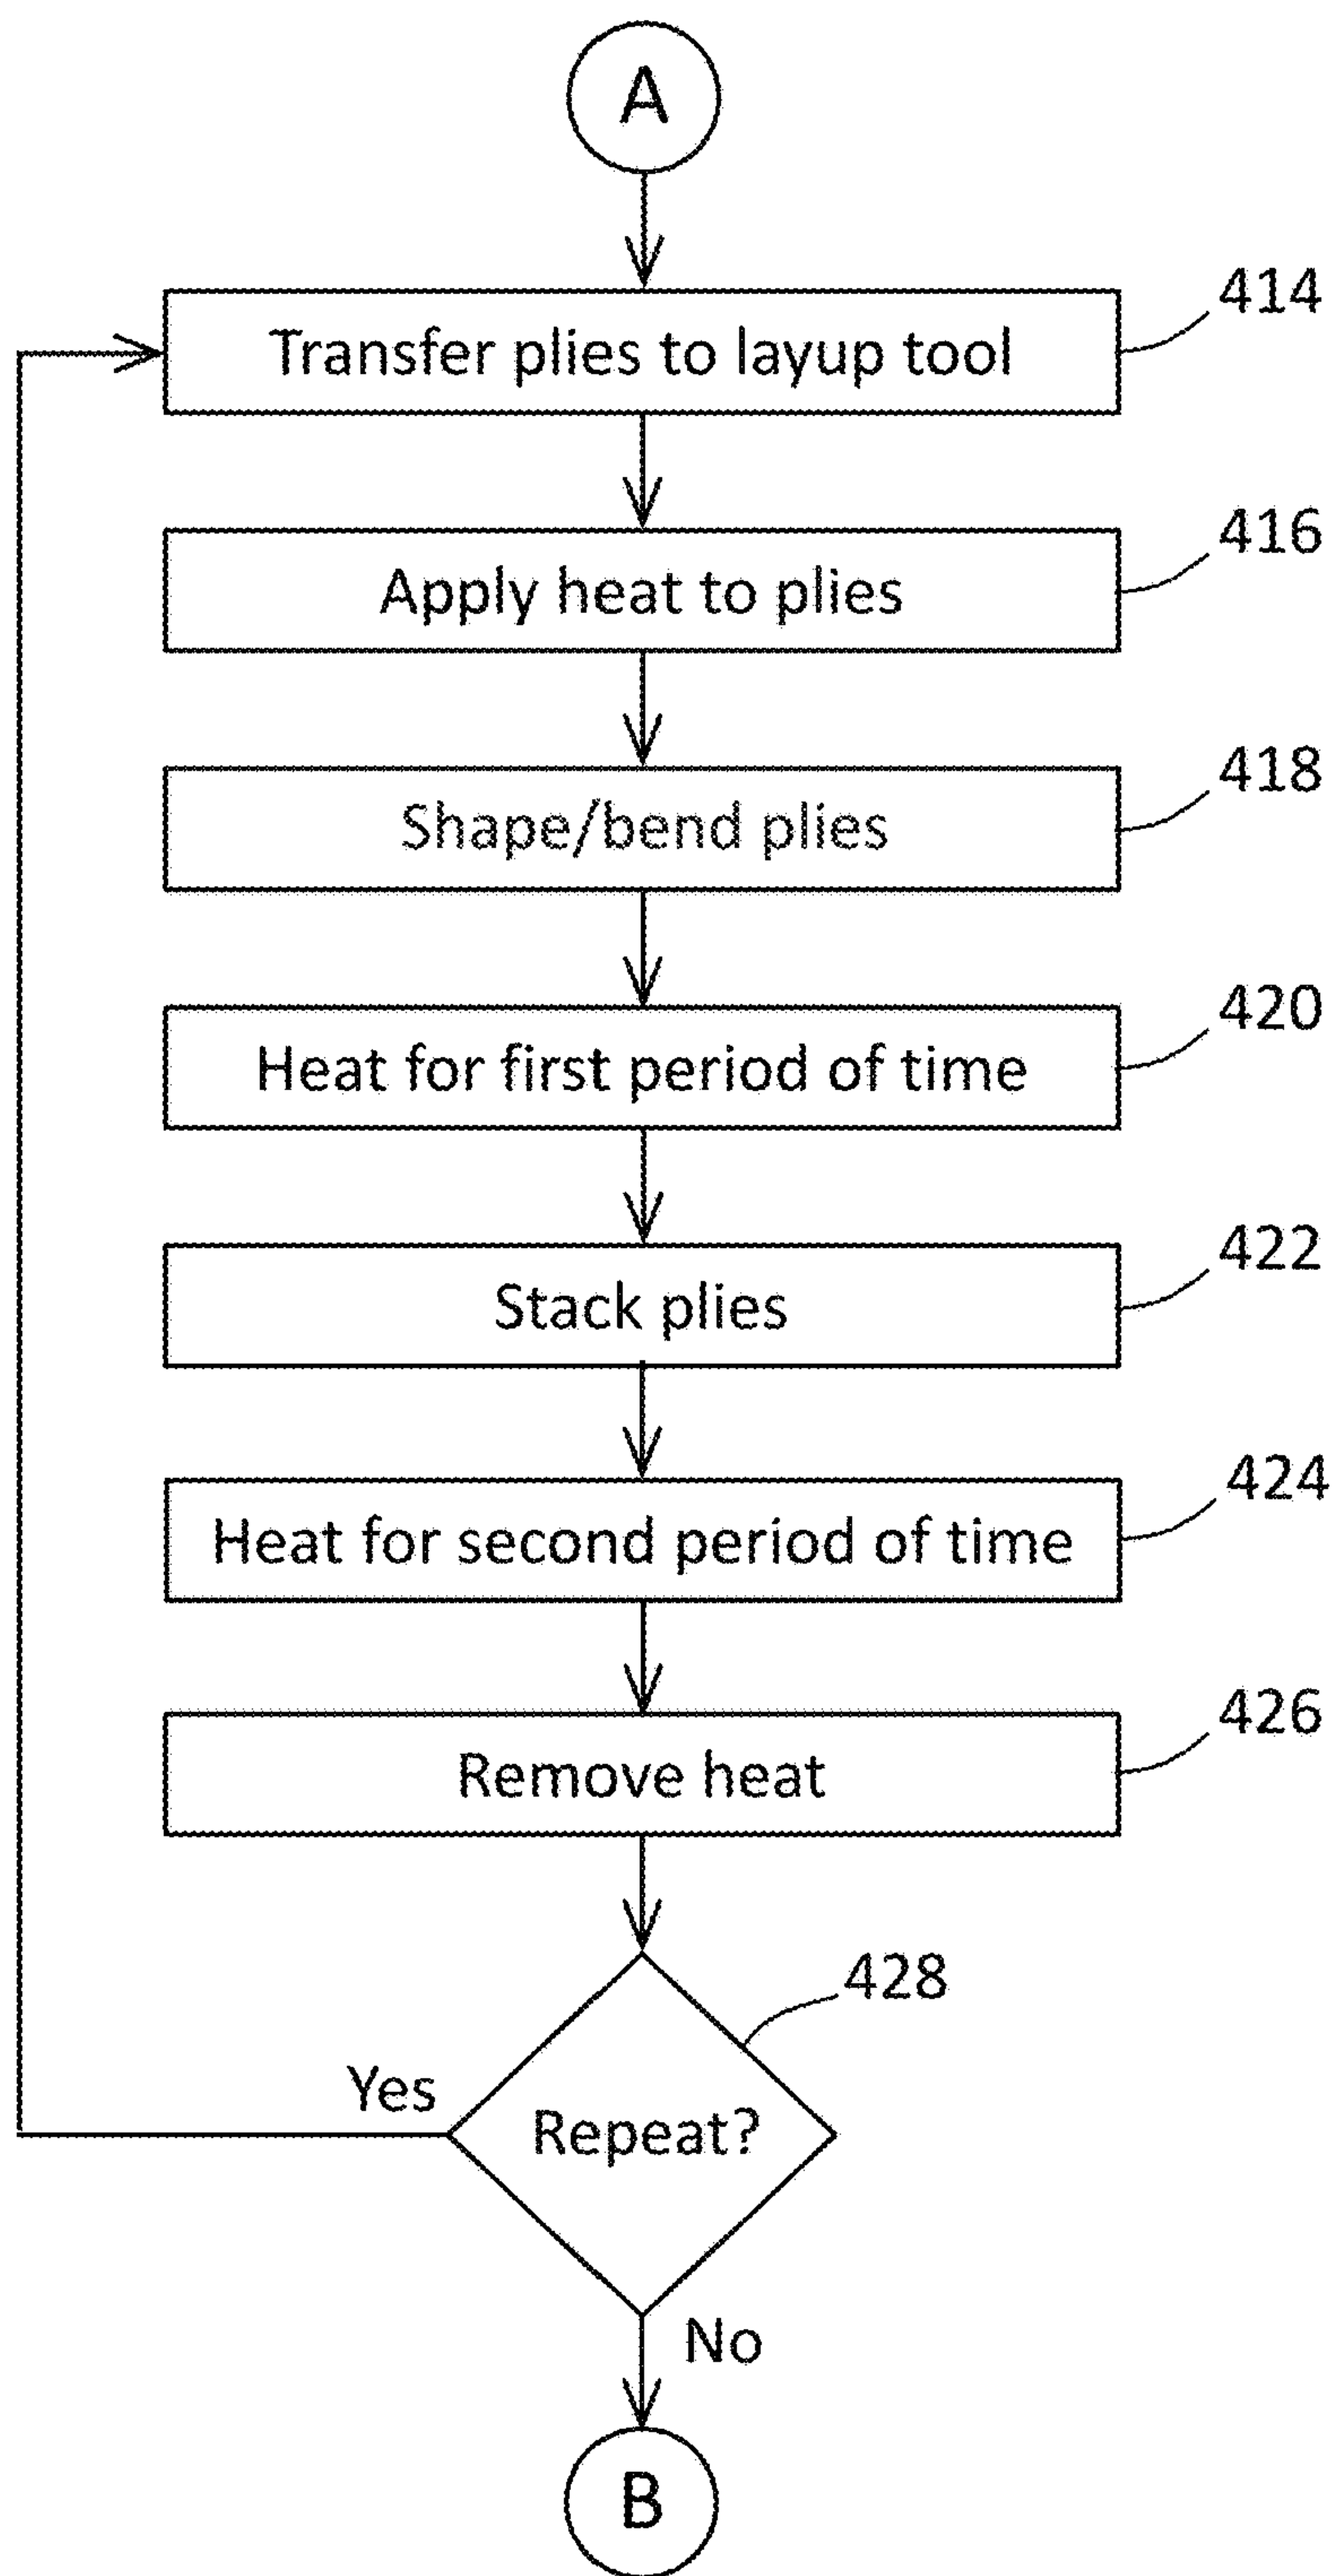 A
Transfer plies to layup tool
414
Apply heat to plies
416
Shape/bend plies
418
Heat for first period of time
420
Stack plies
422
Heat for second period of time
424
Remove heat
426
428
Yes
Repeat?
No
B